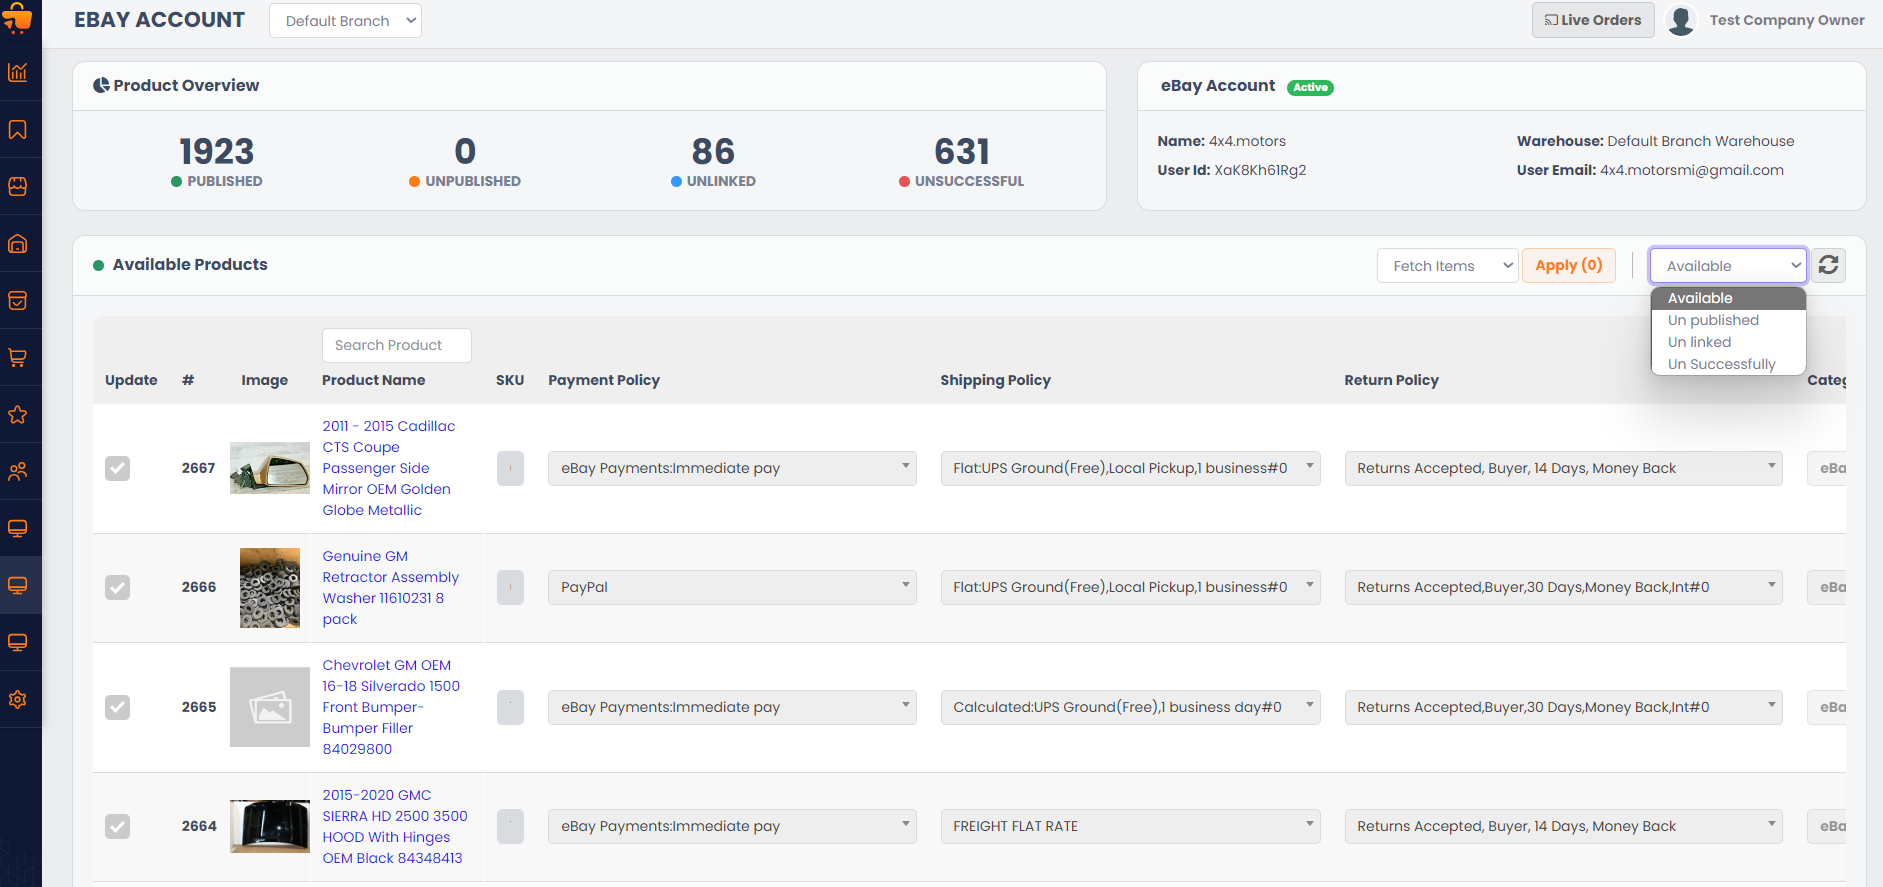 EBAY ACCOUNT
Default Branch
Live Orders
Test Company Owner
Product Overview
1923
PUBLISHED
0
UNPUBLISHED
86
UNLINKED
631
UNSUCCESSFUL
eBay Account
Active
Name: 4x4.motors
Warehouse: Default Branch Warehouse
User Id: XaK8Kh61Rg2
User Email: 4x4.motorsmi@gmail.com
Available Products
Fetch Items
Apply (0)
Available
Available
Un published
Un linked
Un Successfully
Search Product
Update
#
Image
Product Name
SKU
Payment Policy
Shipping Policy
Return Policy
Categ
2667
2011 - 2015 Cadillac
CTS Coupe
Passenger Side
Mirror OEM Golden
Globe Metallic
eBay Payments:Immediate pay
Flat:UPS Ground(Free),Local Pickup,1 business#0
Returns Accepted, Buyer, 14 Days, Money Back
eBa
2666
Genuine GM
Retractor Assembly
Washer 11610231 8
pack
PayPal
Flat:UPS Ground(Free),Local Pickup,1 business#0
Returns Accepted,Buyer,30 Days,Money Back,Int#0
eBa
2665
Chevrolet GM OEM
16-18 Silverado 1500
Front Bumper-
Bumper Filler
84029800
eBay Payments:Immediate pay
Calculated:UPS Ground(Free),1 business day#0
Returns Accepted,Buyer,30 Days,Money Back,Int#0
eBa
2664
2015-2020 GMC
SIERRA HD 2500 3500
HOOD With Hinges
OEM Black 84348413
eBay Payments:Immediate pay
FREIGHT FLAT RATE
Returns Accepted, Buyer, 14 Days, Money Back
eBa